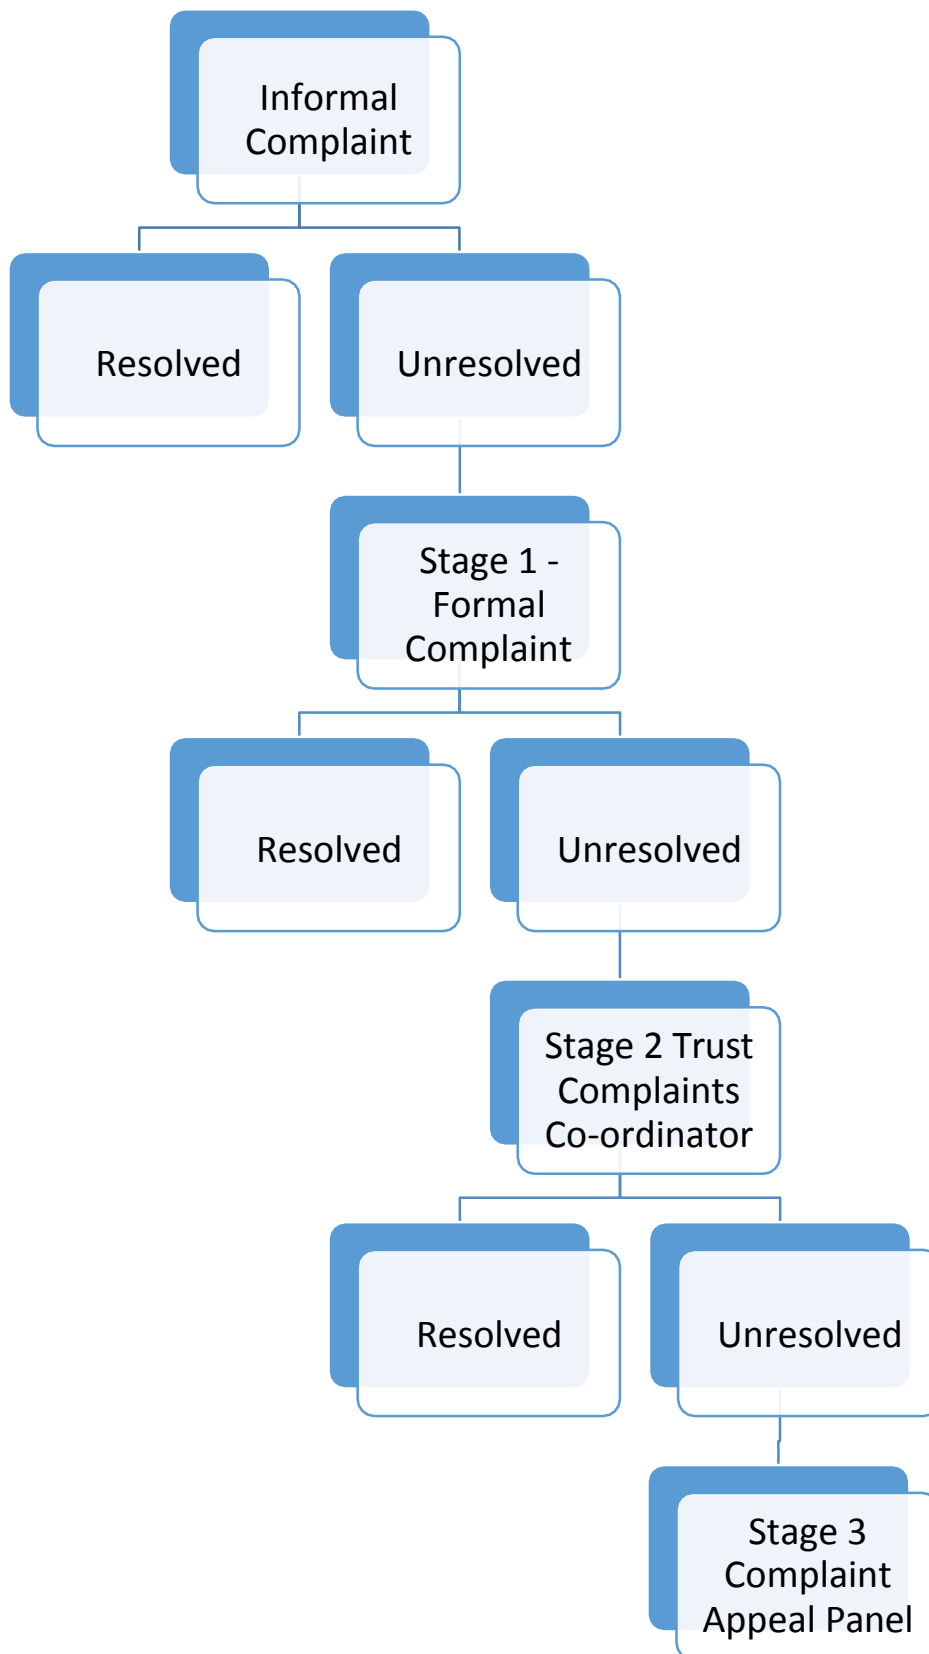 Informal
Complaint
Resolved
Unresolved
Stage 1 -
Formal
Complaint
Resolved
Unresolved
Stage 2 Trust
Complaints
Co-ordinator
Resolved
Unresolved
Stage 3
Complaint
Appeal Panel